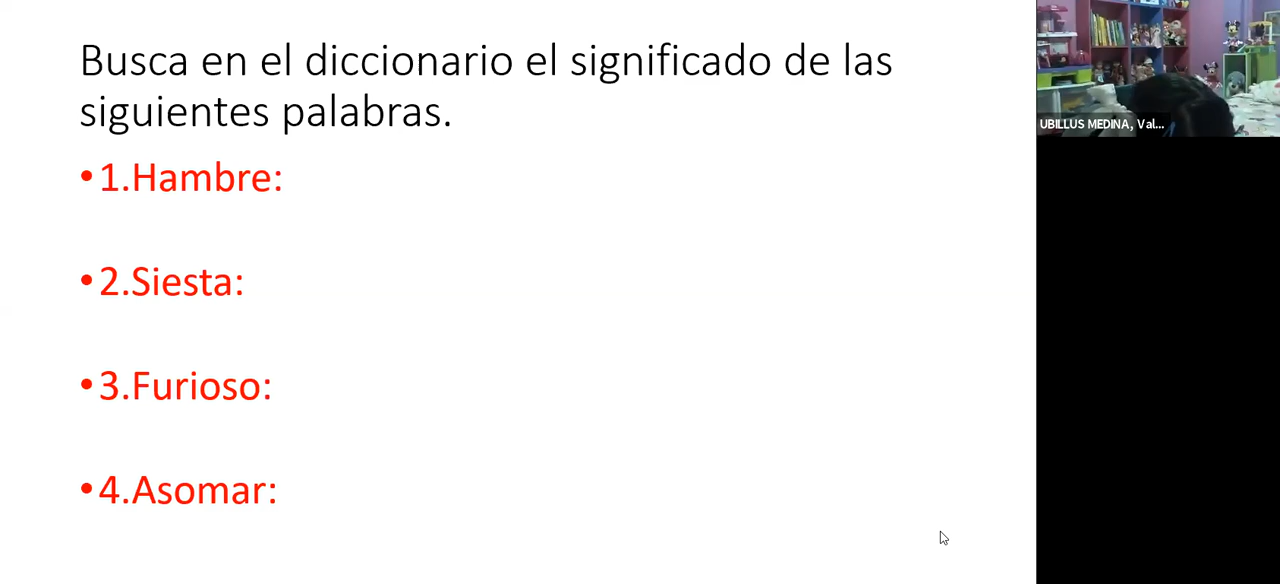 Busca en el diccionario el significado de las
siguientes palabras.
•1.Hambre:
•2.Siesta:
•3.Furioso:
•4.Asomar:
UBILLUS MEDINA, Val...